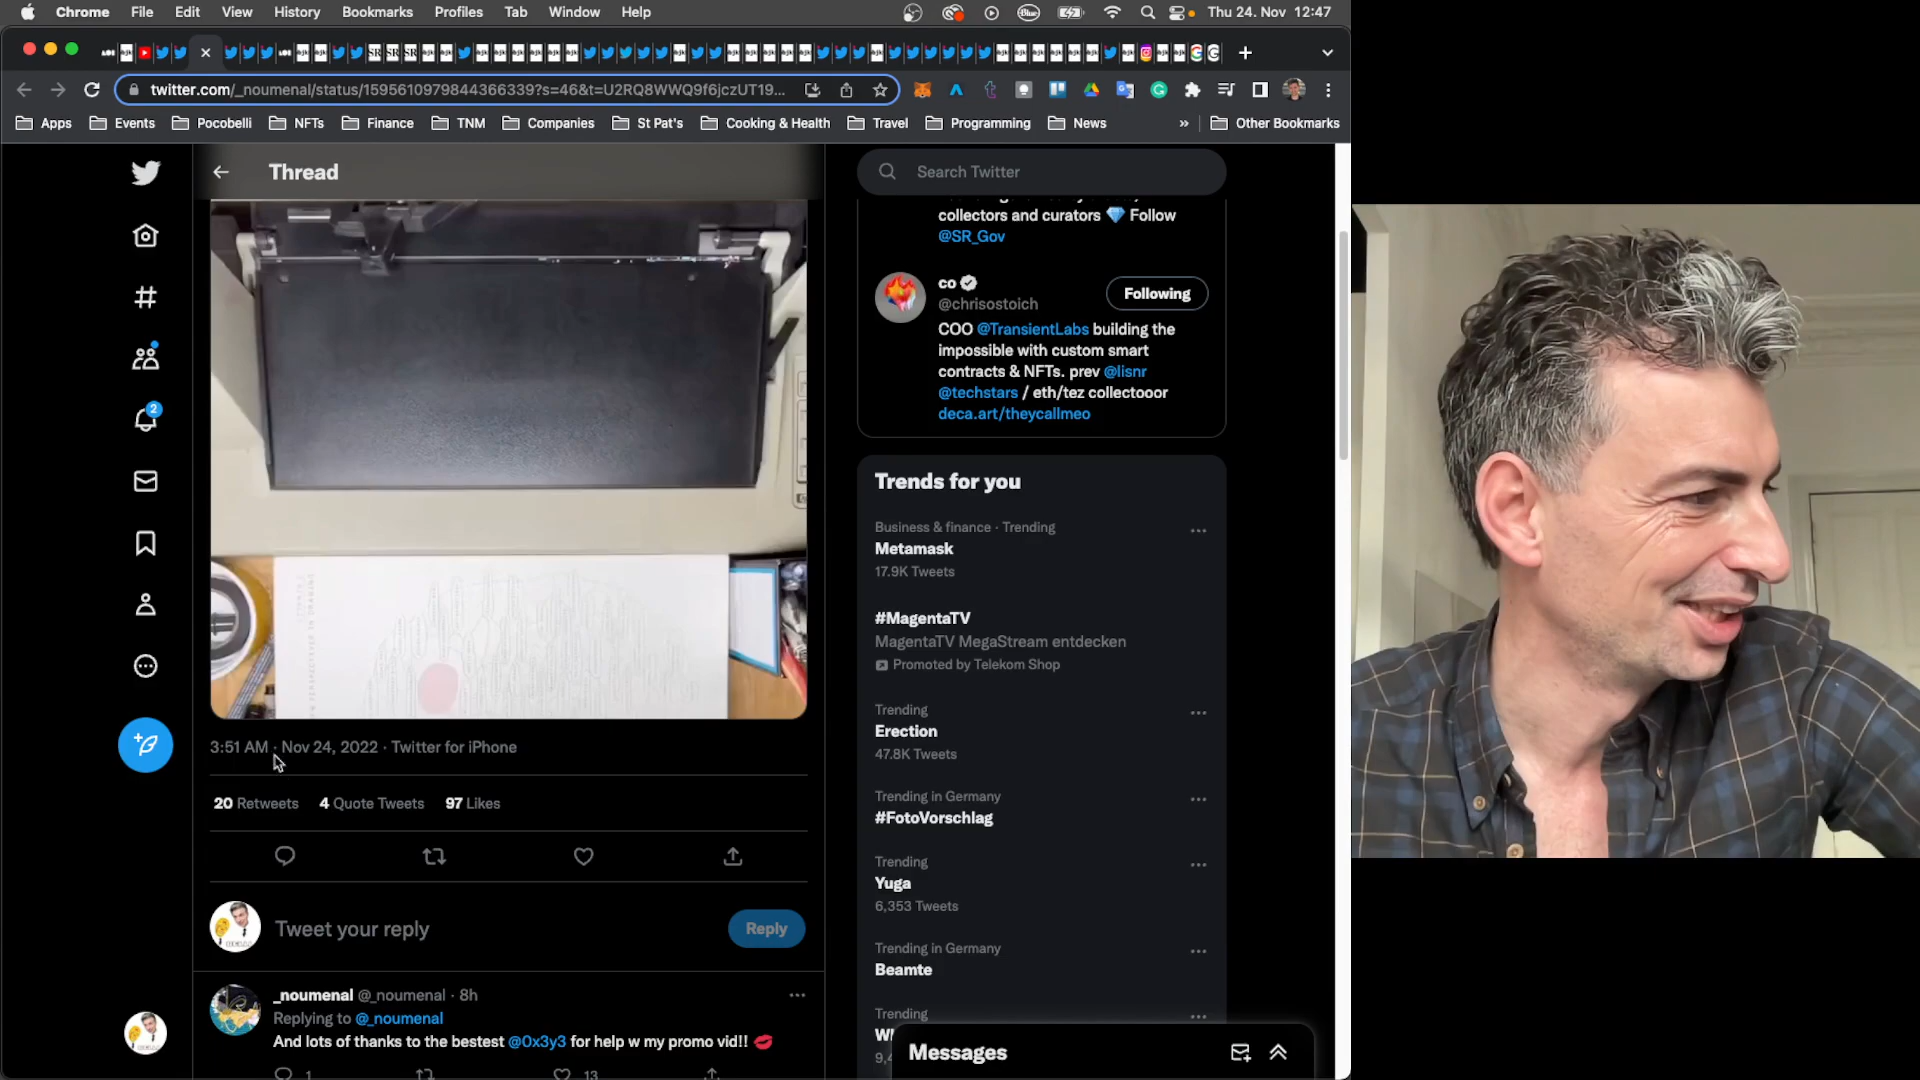 Chrome File Edit View History Bookmarks Profiles Tab Window Help Thu 24. Nov 12:47
twitter.com/_noumenal/status/1595610979844366339?s=46&t=U2RQ8WWQ9f6jczUT19...
Apps Events Pocobelli NFTs Finance TNM Companies St Pat's Cooking & Health Travel Programming News » Other Bookmarks
Thread
3:51 AM · Nov 24, 2022 · Twitter for iPhone
20 Retweets 4 Quote Tweets 97 Likes
Tweet your reply
Reply
_noumenal @_noumenal · 8h
Replying to @_noumenal
And lots of thanks to the bestest @0x3y3 for help w my promo vid!!
1 13
Search Twitter
collectors and curators Follow
@SR_Gov
co
@chrisostoich
Following
COO @TransientLabs building the
impossible with custom smart
contracts & NFTs. prev @lisnr
@techstars / eth/tez collectooor
deca.art/theycallmeo
Trends for you
Business & finance · Trending
Metamask
17.9K Tweets
#MagentaTV
MagentaTV MegaStream entdecken
Promoted by Telekom Shop
Trending
Erection
47.8K Tweets
Trending in Germany
#FotoVorschlag
Trending
Yuga
6,353 Tweets
Trending in Germany
Beamte
Trending
Messages
2